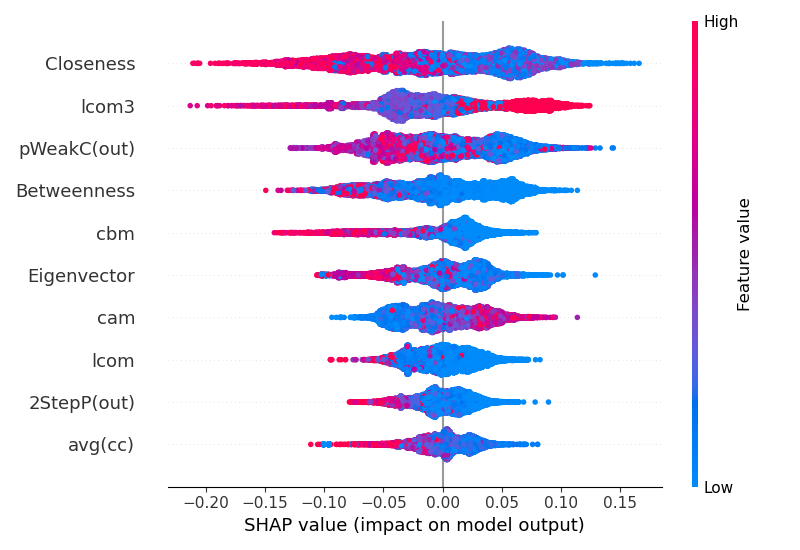 High
Closeness
lcom3
pWeakC(out)
Betweenness
cbm
Eigenvector
cam
lcom
2StepP(out)
avg(cc)
Feature value
Low
−0.20 −0.15 −0.10 −0.05 0.00 0.05 0.10 0.15
SHAP value (impact on model output)